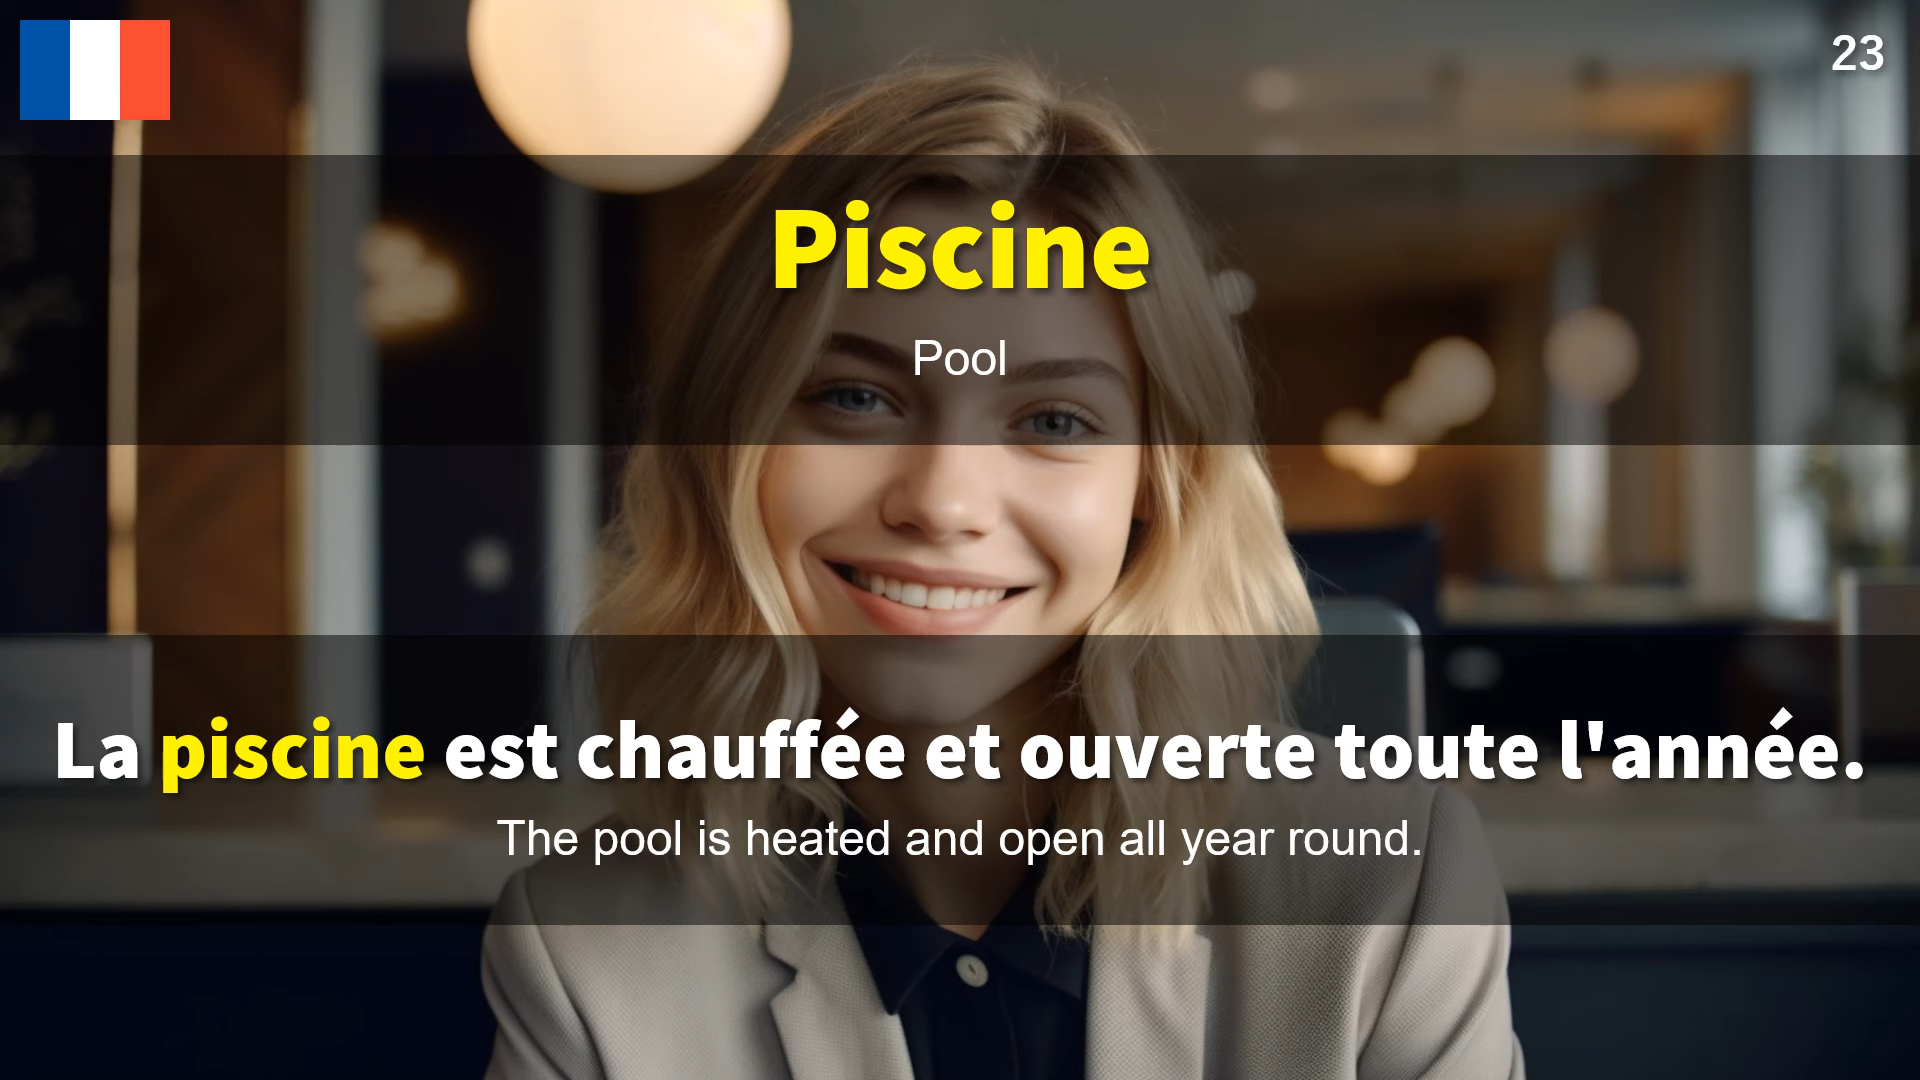 23
Piscine
Pool
La piscine est chauffée et ouverte toute l'année.
The pool is heated and open all year round.